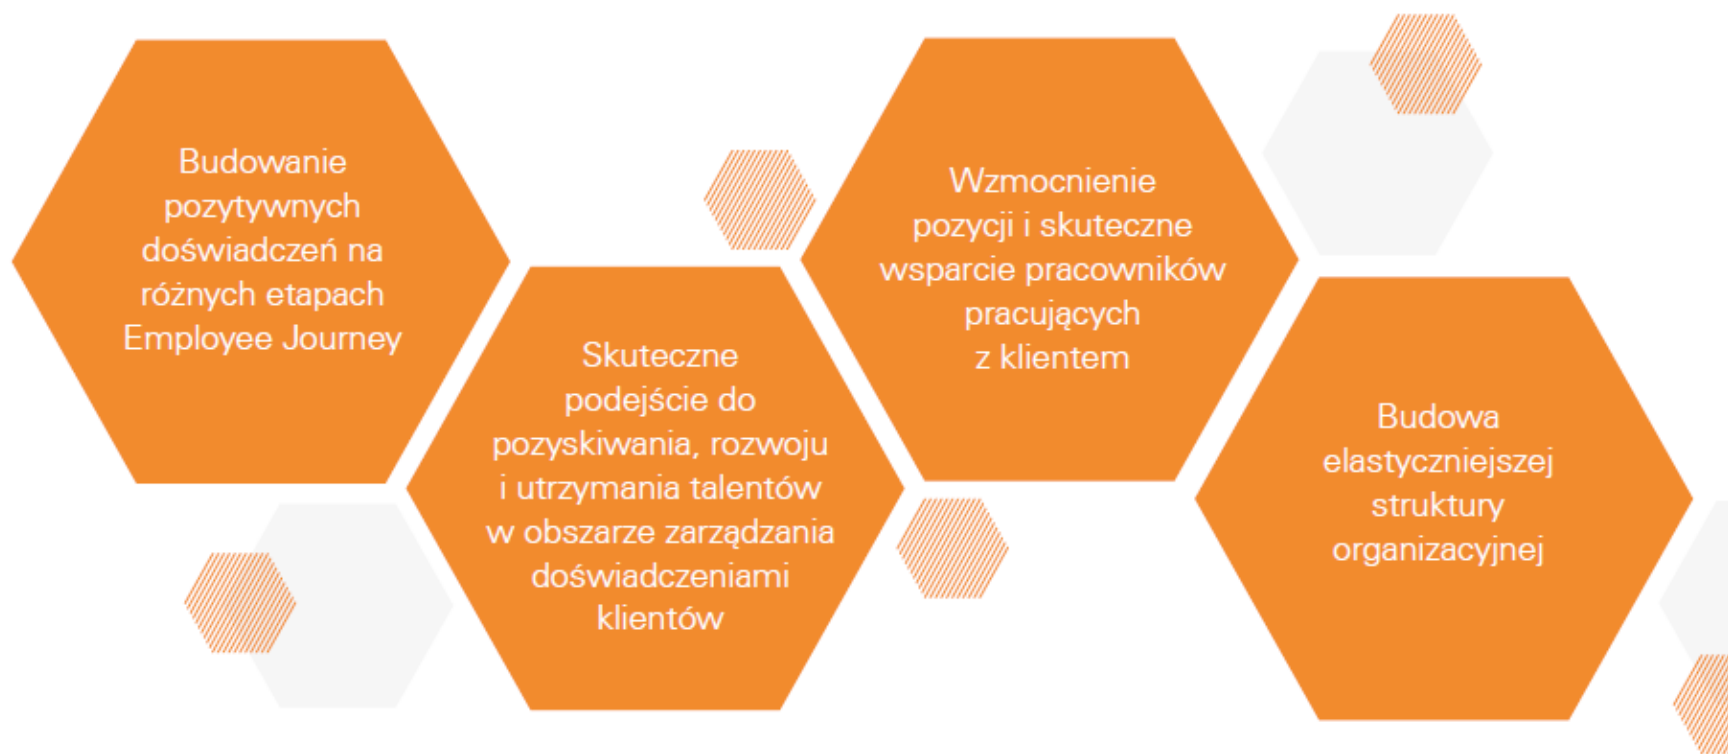 Budowanie
pozytywnych
doświadczeń na
różnych etapach
Employee Journey
Skuteczne
podejście do
pozyskiwania, rozwoju
i utrzymania talentów
w obszarze zarządzania
doświadczeniami
klientów
Wzmocnienie
pozycji i skuteczne
wsparcie pracowników
pracujących
z klientem
Budowa
elastyczniejszej
struktury
organizacyjnej